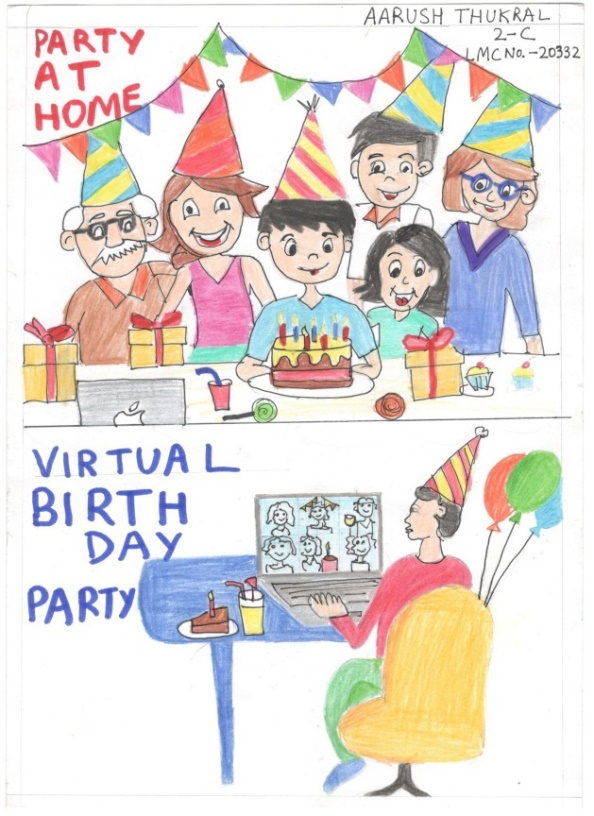 AARUSH THUKRAL
2-C
LMC No. - 20332
PARTY
AT
HOME
VIRTUAL
BIRTH
DAY
PARTY